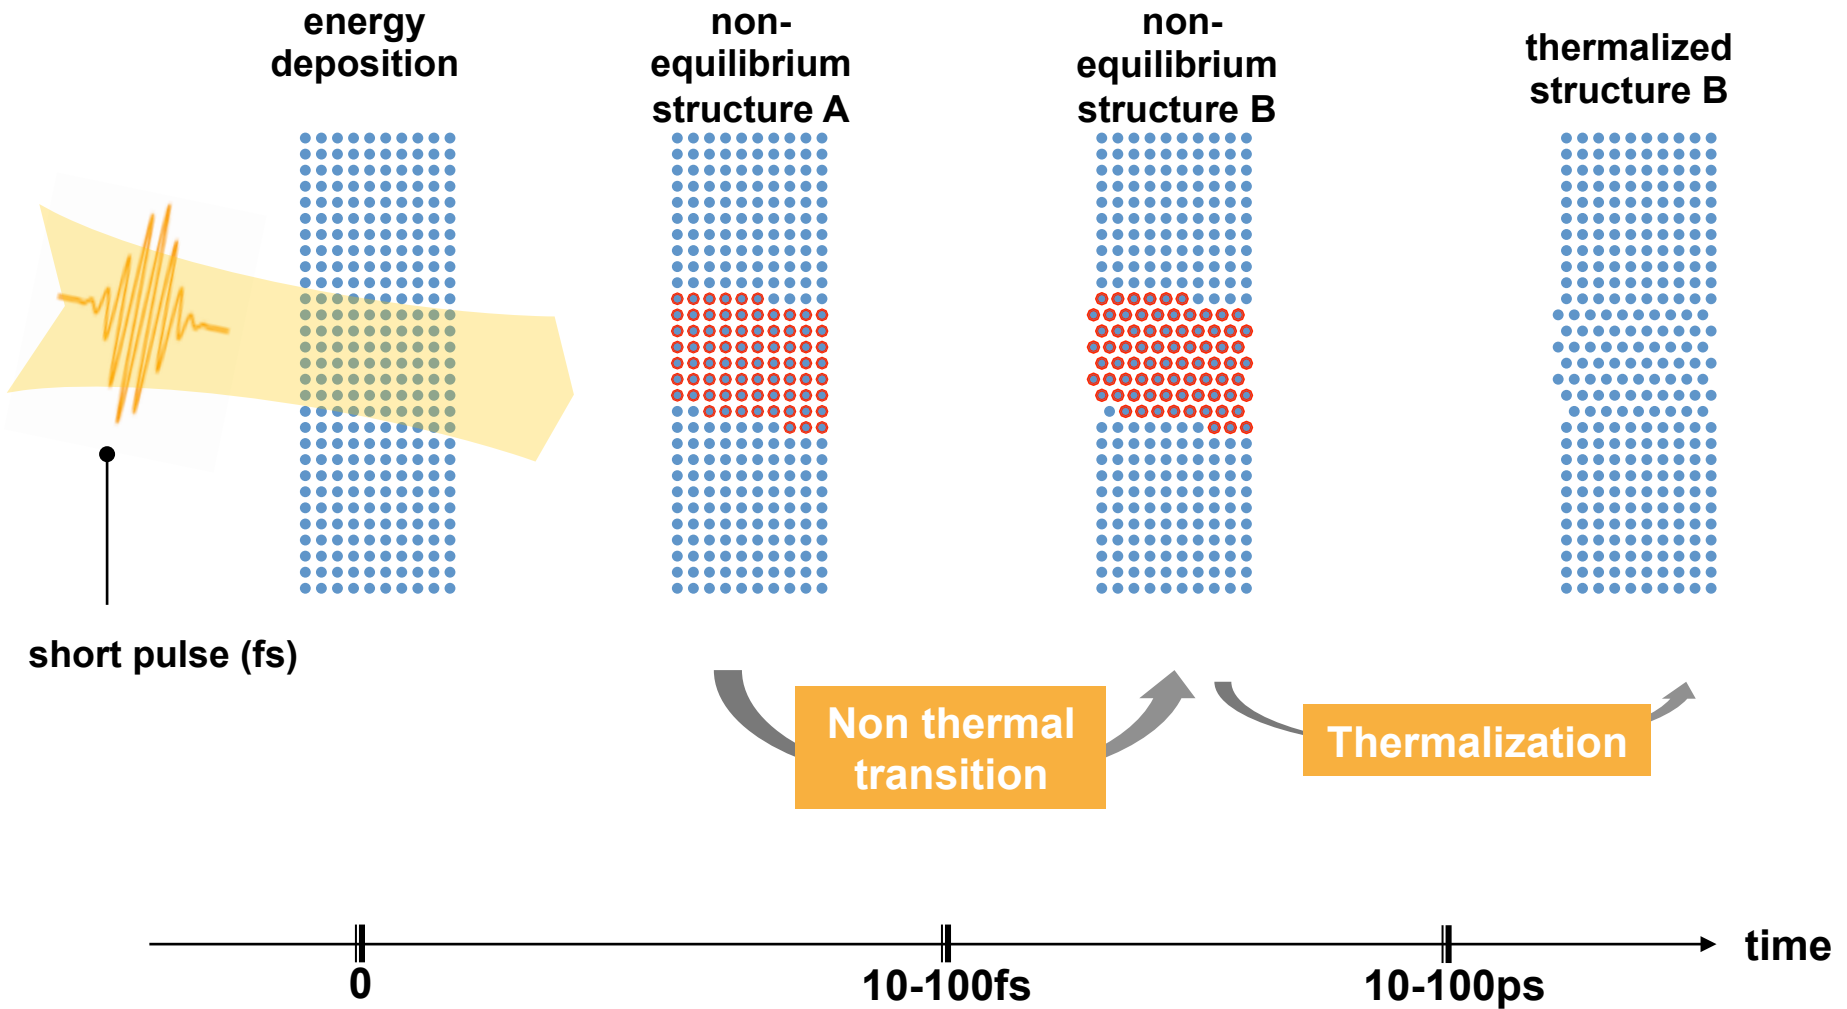 energy
deposition
non-
equilibrium
structure A
non-
equilibrium
structure B
thermalized
structure B
short pulse (fs)
Non thermal
transition
Thermalization
time
0
10-100fs
10-100ps